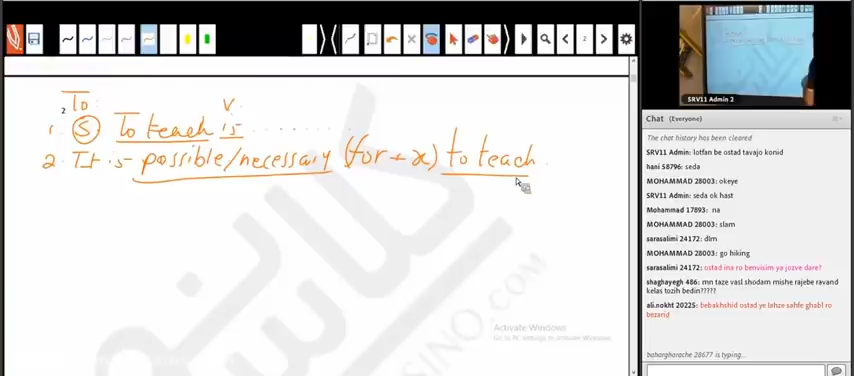 To:
V.
1. S To teach is ..........
2. It is possible/necessary (for + x) to teach
Activate Windows
Go to PC settings to activate Windows.
SINO.COM
2
SRV11 Admin 2
Chat (Everyone)
The chat history has been cleared
SRV11 Admin: lotfan be ostad tavajo konid
hani 58796: seda
MOHAMMAD 28003: okeye
SRV11 Admin: seda ok hast
Mohammad 17893: na
MOHAMMAD 28003: slam
sarasalimi 24172: dlm
MOHAMMAD 28003: go hiking
sarasalimi 24172: ostad ina ro benvisim ya jozve dare?
shaghayegh 486: mn taze vasl shodam mishe rajebe ravand
kelas tozih bedin?????
ali.nokht 20225: bebakhshid ostad ye lahze sahfe ghabl ro
bezarid
baharghorache 28677 is typing...